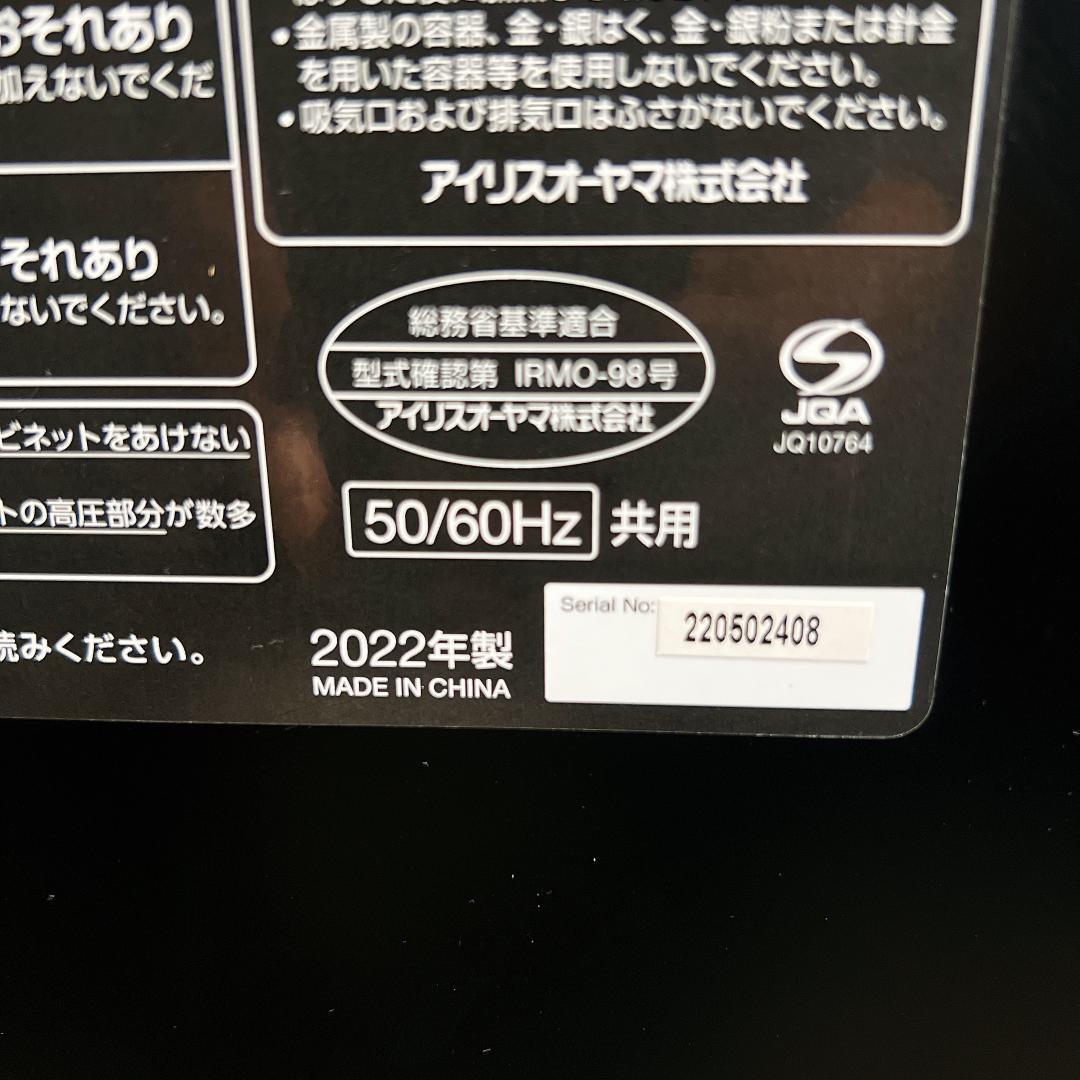 おそれあり
加えないでくだ
それあり
ないでください。
ビネットをあけない
トの高圧部分が数多
読みください。
•金属製の容器、金・銀はく、金・銀粉または針金
を用いた容器等を使用しないでください。
•吸気口および排気口はふさがないでください。
アイリスオーヤマ株式会社
総務省基準適合
型式確認第 IRMO-98号
アイリスオーヤマ株式会社
JQA
JQ10764
50/60Hz 共用
2022年製
MADE IN CHINA
Serial No:
220502408